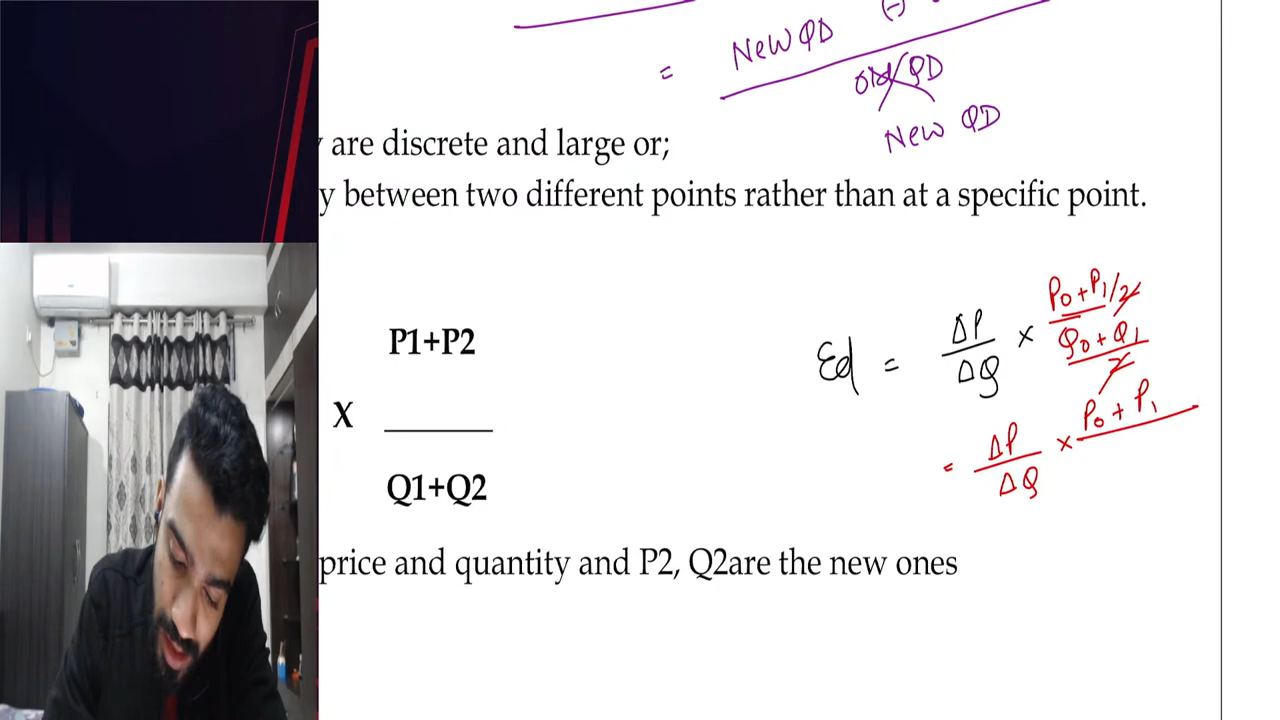 = New QD (-)
Old QD
New QD
y are discrete and large or;
y between two different points rather than at a specific point.
P1+P2
X
Q1+Q2
Ed = ΔP/ΔQ × P0+P1/2 / Q0+Q1/2
= ΔP/ΔQ × P0+P1
price and quantity and P2, Q2are the new ones